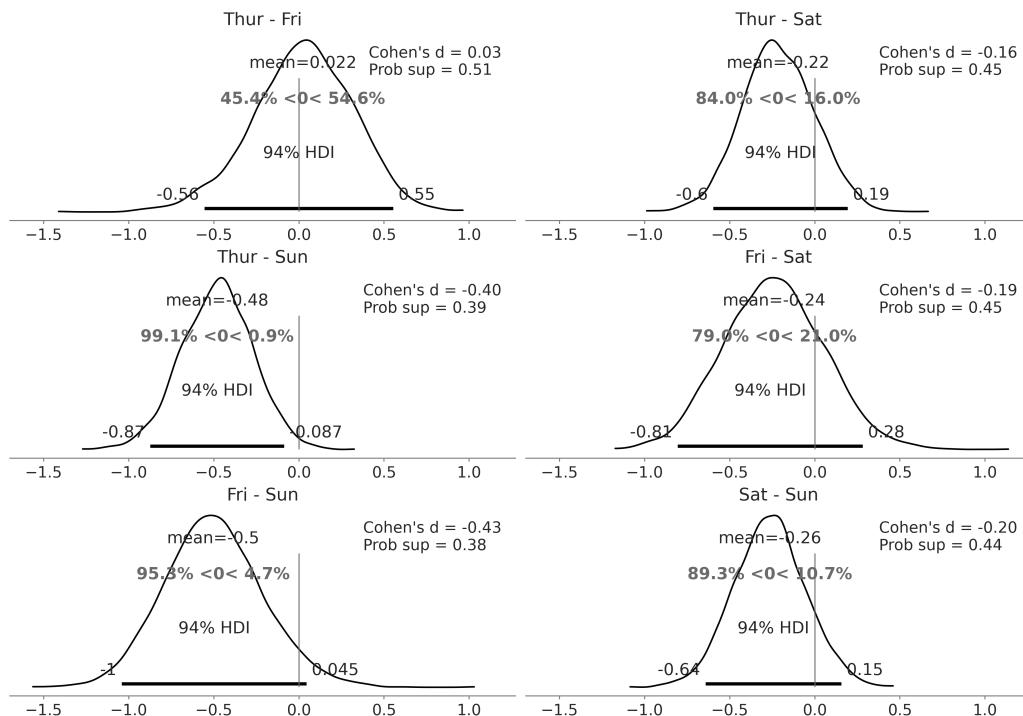 Thur - Fri
mean=0.022
Cohen's d = 0.03
Prob sup = 0.51
45.4% <0< 54.6%
94% HDI
-0.56
0.55
−1.5 −1.0 −0.5 0.0 0.5 1.0
Thur - Sat
mean=-0.22
Cohen's d = -0.16
Prob sup = 0.45
84.0% <0< 16.0%
94% HDI
-0.6
0.19
−1.5 −1.0 −0.5 0.0 0.5 1.0
Thur - Sun
mean=-0.48
Cohen's d = -0.40
Prob sup = 0.39
99.1% <0< 0.9%
94% HDI
-0.87
-0.087
−1.5 −1.0 −0.5 0.0 0.5 1.0
Fri - Sat
mean=-0.24
Cohen's d = -0.19
Prob sup = 0.45
79.0% <0< 21.0%
94% HDI
-0.81
0.28
−1.5 −1.0 −0.5 0.0 0.5 1.0
Fri - Sun
mean=-0.5
Cohen's d = -0.43
Prob sup = 0.38
95.3% <0< 4.7%
94% HDI
-1
0.045
−1.5 −1.0 −0.5 0.0 0.5 1.0
Sat - Sun
mean=-0.26
Cohen's d = -0.20
Prob sup = 0.44
89.3% <0< 10.7%
94% HDI
-0.64
0.15
−1.5 −1.0 −0.5 0.0 0.5 1.0